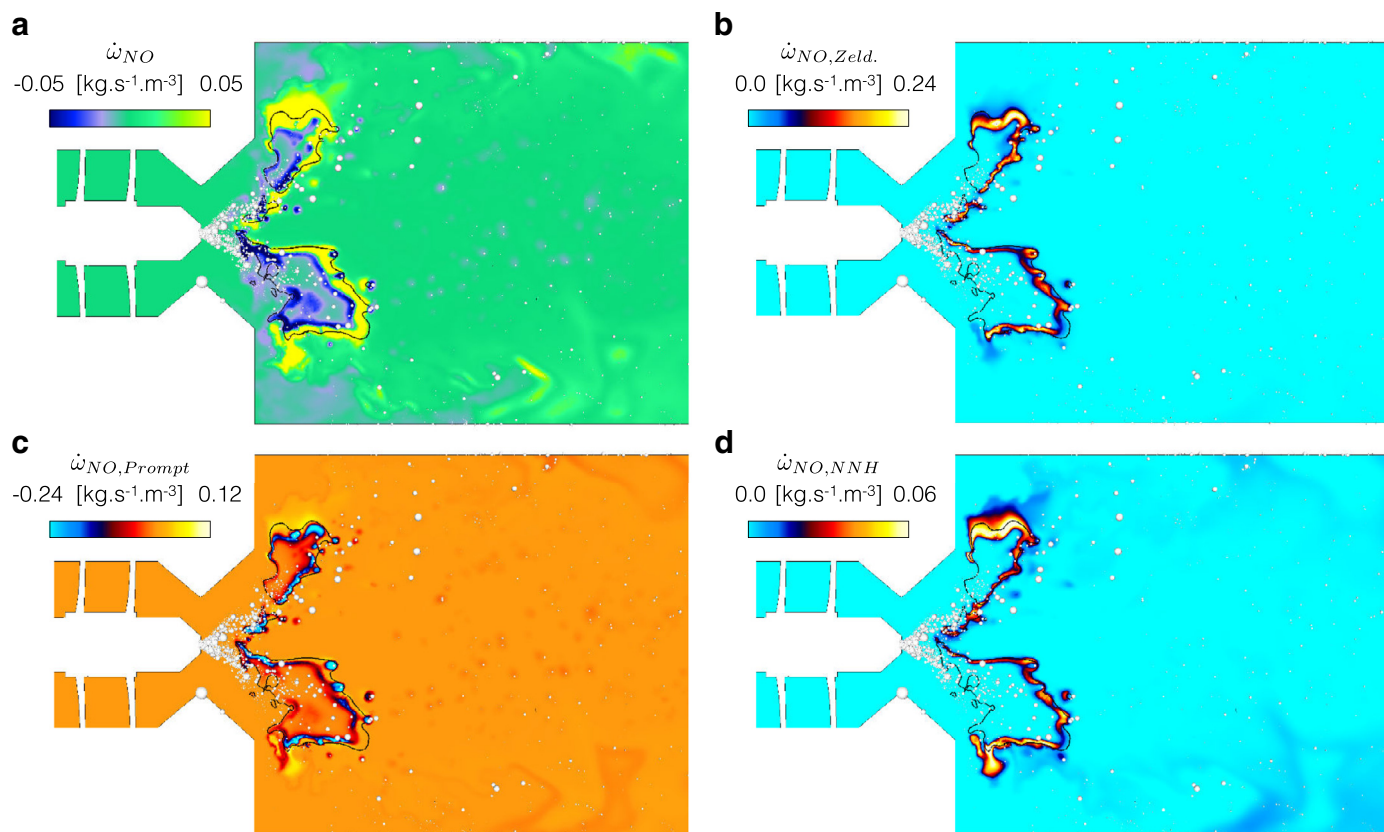 a
ω̇_NO
-0.05 [kg.s⁻¹.m⁻³] 0.05
b
ω̇_NO,Zeld.
0.0 [kg.s⁻¹.m⁻³] 0.24
c
ω̇_NO,Prompt
-0.24 [kg.s⁻¹.m⁻³] 0.12
d
ω̇_NO,NNH
0.0 [kg.s⁻¹.m⁻³] 0.06